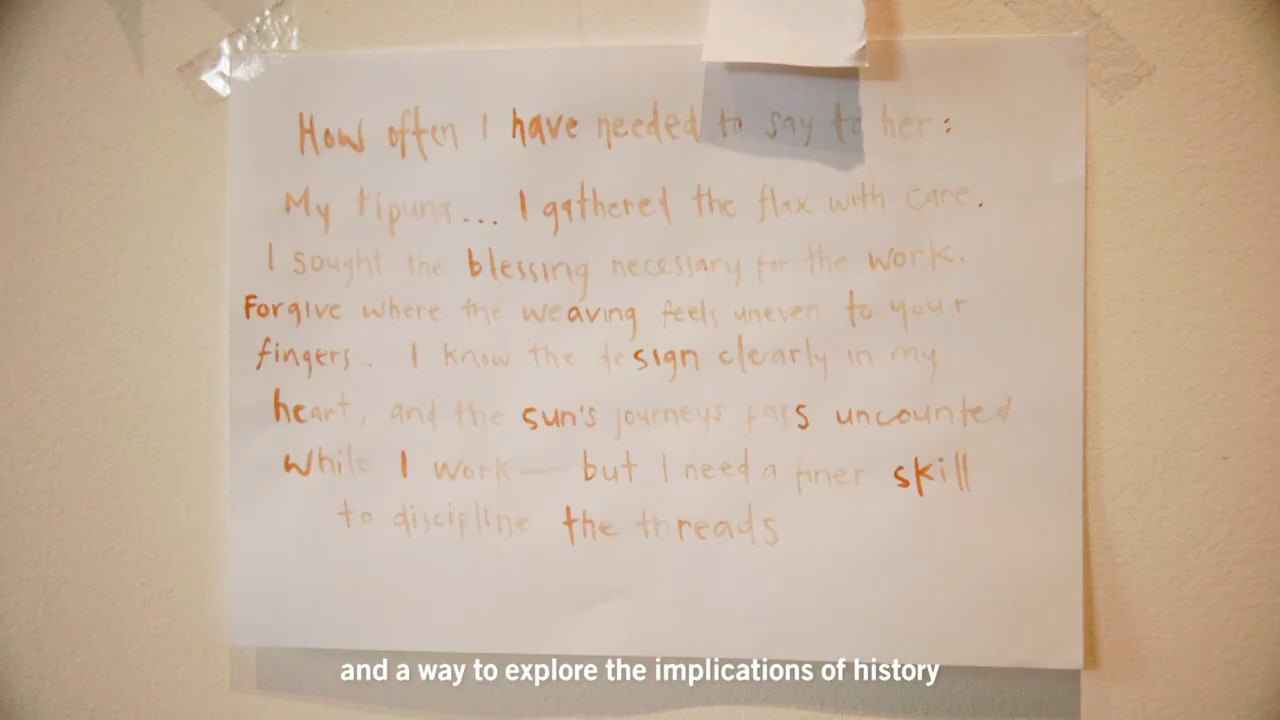 How often I have needed to say to her:
My tipuna... I gathered the flax with care.
I sought the blessing necessary for the work.
Forgive where the weaving feels uneven to your
fingers.. I know the design clearly in my
heart, and the sun's journeys pass uncounted
while I work — but I need a finer skill
to discipline the threads
and a way to explore the implications of history